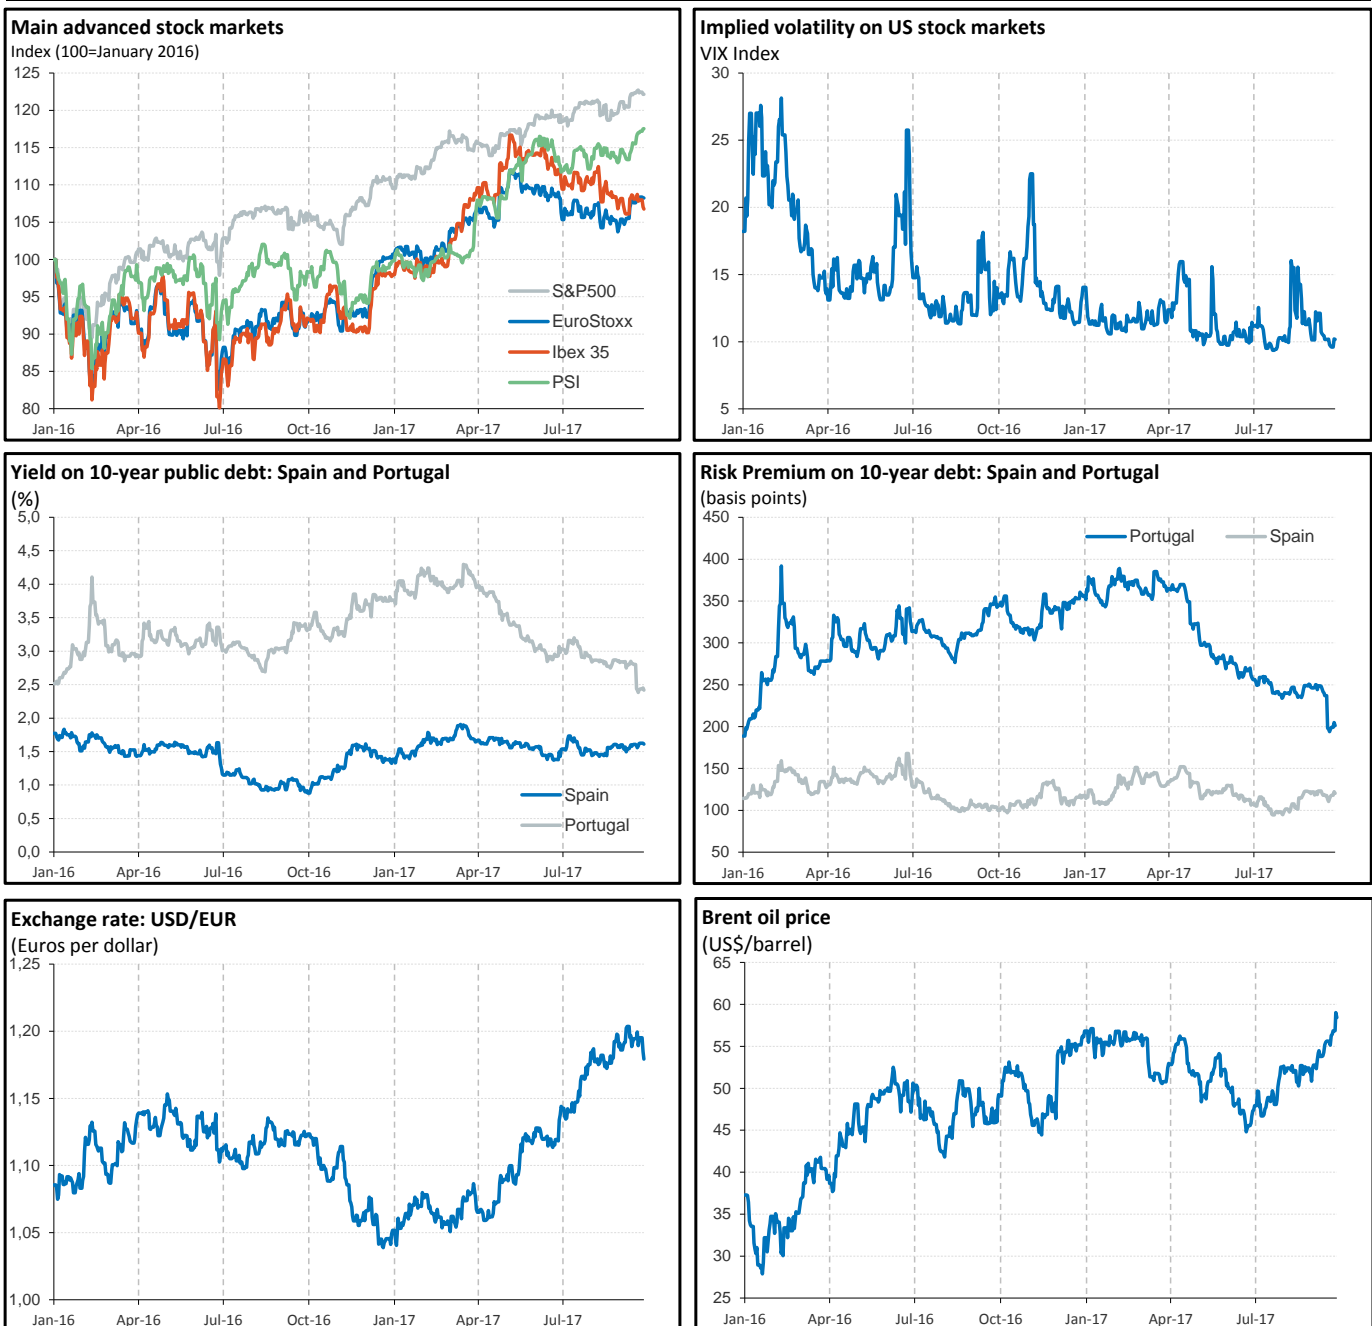 Main advanced stock markets
Index (100=January 2016)
125
120
115
110
105
100
95
90
85
80
S&P500
EuroStoxx
Ibex 35
PSI
Jan-16 Apr-16 Jul-16 Oct-16 Jan-17 Apr-17 Jul-17
Implied volatility on US stock markets
VIX Index
30
25
20
15
10
5
Jan-16 Apr-16 Jul-16 Oct-16 Jan-17 Apr-17 Jul-17
Yield on 10-year public debt: Spain and Portugal
(%)
5,0
4,5
4,0
3,5
3,0
2,5
2,0
1,5
1,0
0,5
0,0
Spain
Portugal
Jan-16 Apr-16 Jul-16 Oct-16 Jan-17 Apr-17 Jul-17
Risk Premium on 10-year debt: Spain and Portugal
(basis points)
450
400
350
300
250
200
150
100
50
Portugal Spain
Jan-16 Apr-16 Jul-16 Oct-16 Jan-17 Apr-17 Jul-17
Exchange rate: USD/EUR
(Euros per dollar)
1,25
1,20
1,15
1,10
1,05
1,00
Jan-16 Apr-16 Jul-16 Oct-16 Jan-17 Apr-17 Jul-17
Brent oil price
(US$/barrel)
65
60
55
50
45
40
35
30
25
Jan-16 Apr-16 Jul-16 Oct-16 Jan-17 Apr-17 Jul-17